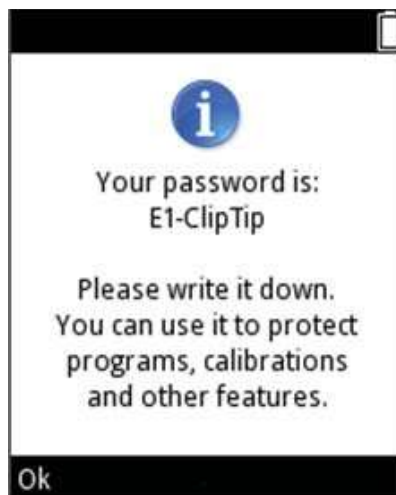 Your password is:
E1-ClipTip
Please write it down.
You can use it to protect
programs, calibrations
and other features.
Ok